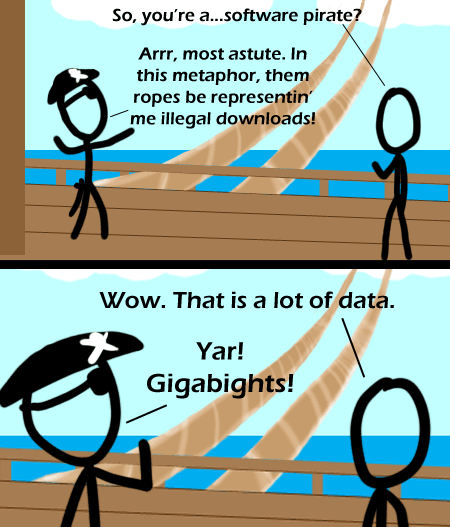 So, you're a...software pirate?
Arrr, most astute. In
this metaphor, them
ropes be representin'
me illegal downloads!
Wow. That is a lot of data.
Yar!
Gigabights!